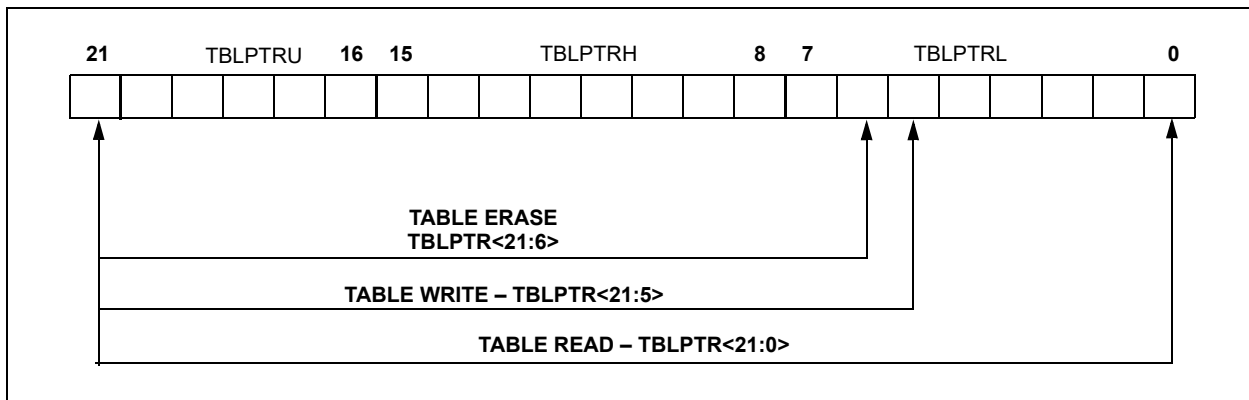 21 TBLPTRU 16 15 TBLPTRH 8 7 TBLPTRL 0
TABLE ERASE
TBLPTR<21:6>
TABLE WRITE – TBLPTR<21:5>
TABLE READ – TBLPTR<21:0>